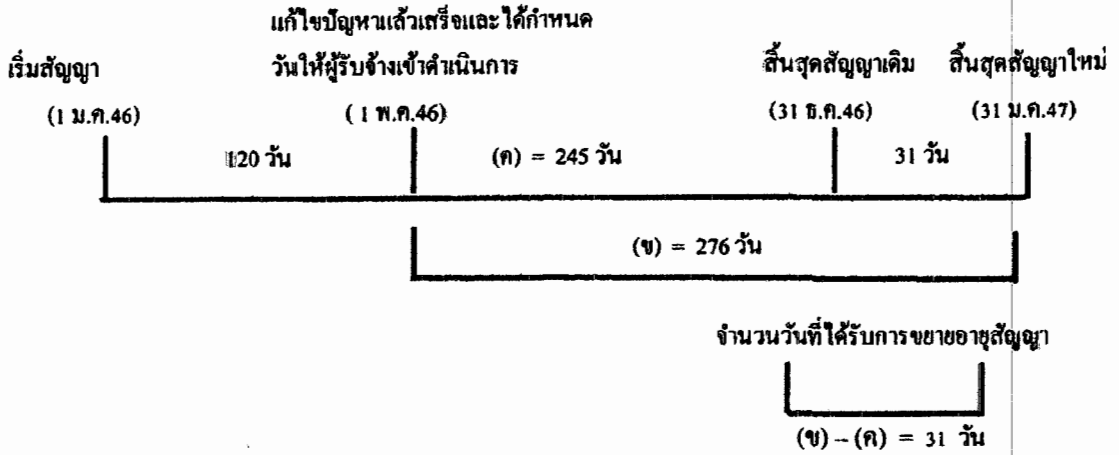 แก้ไขปัญหาแล้วเสร็จและได้กำหนด
เริ่มสัญญา วันให้ผู้รับจ้างเข้าดำเนินการ สิ้นสุดสัญญาเดิม สิ้นสุดสัญญาใหม่
(1 ม.ค.46) ( 1 พ.ค.46) (31 ธ.ค.46) (31 ม.ค.47)
120 วัน (ค) = 245 วัน 31 วัน
(ข) = 276 วัน
จำนวนวันที่ได้รับการขยายอายุสัญญา
(ข) – (ค) = 31 วัน